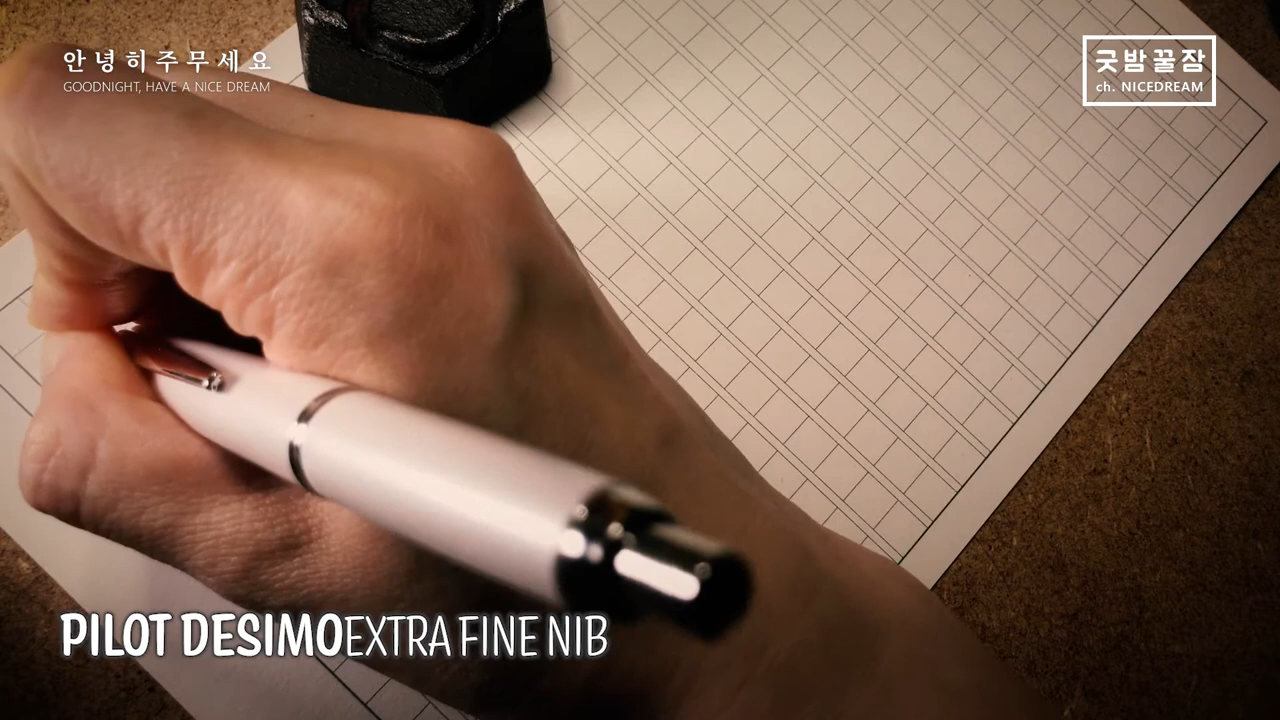 안녕히주무세요
GOODNIGHT, HAVE A NICE DREAM
굿밤꿀잠
ch. NICEDREAM
PILOT DESIMO EXTRA FINE NIB